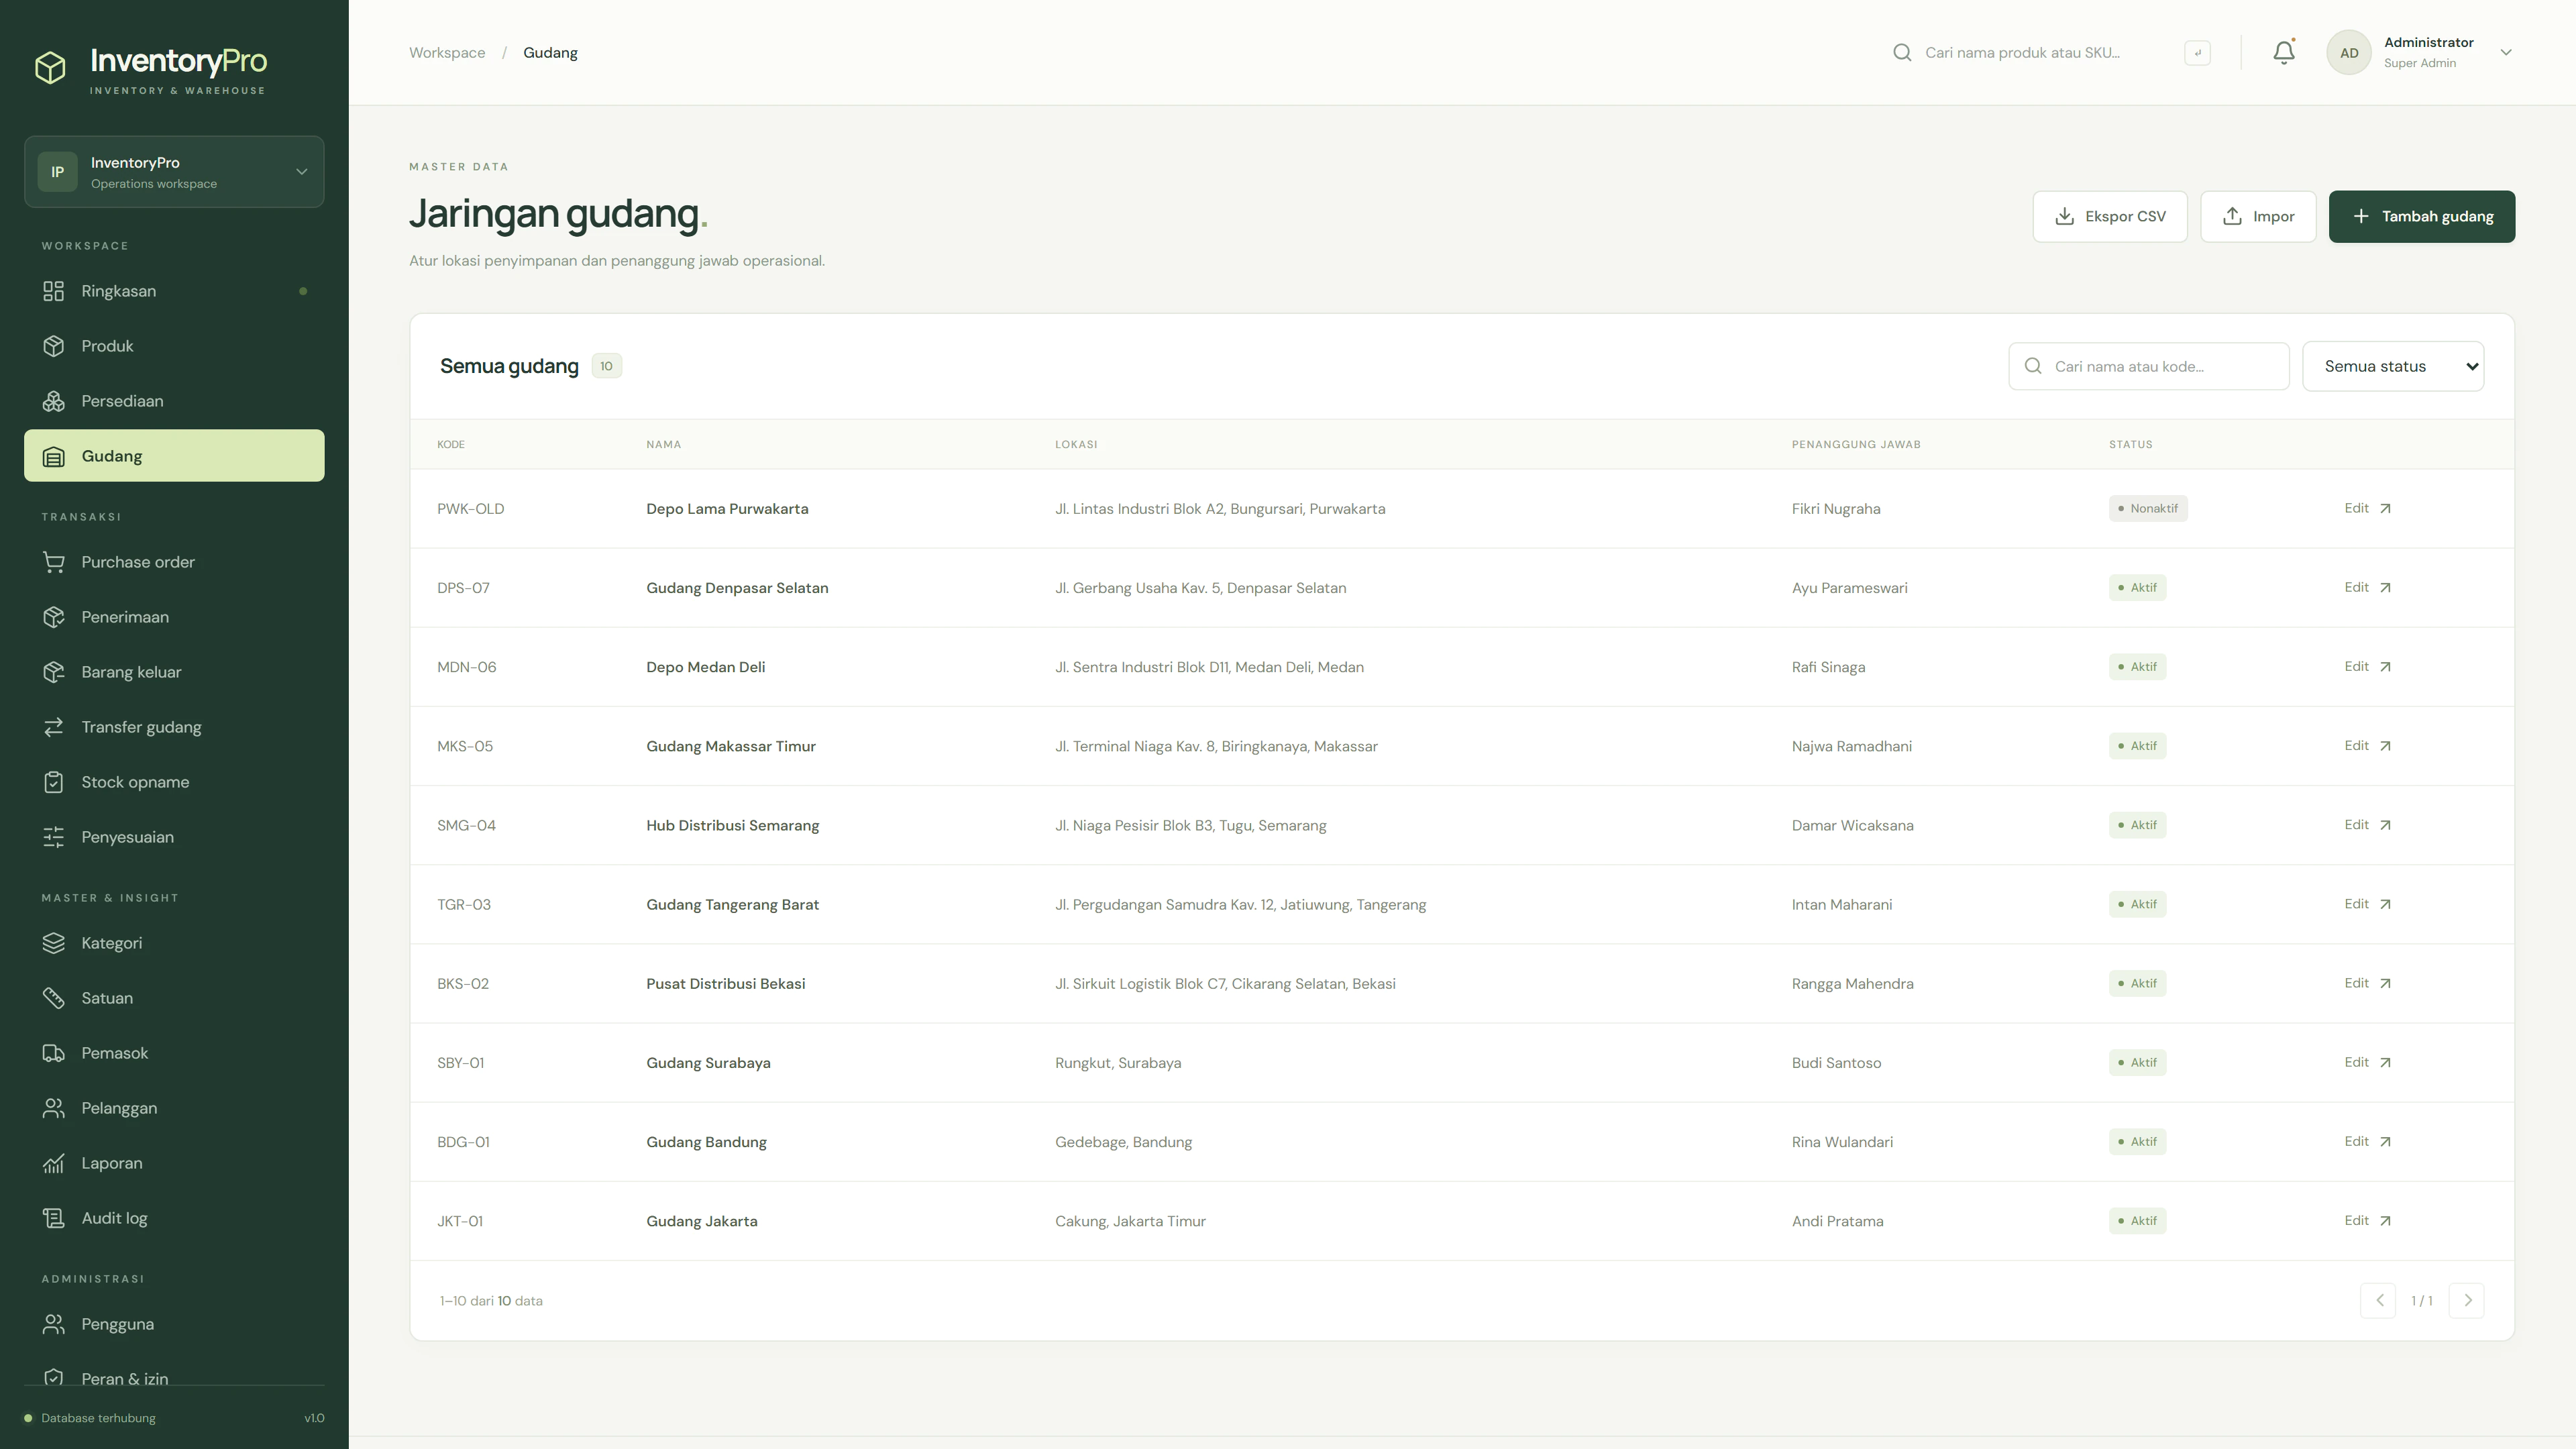 InventoryPro
INVENTORY & WAREHOUSE
IP
InventoryPro
Operations workspace
WORKSPACE
Ringkasan
Produk
Persediaan
Gudang
TRANSAKSI
Purchase order
Penerimaan
Barang keluar
Transfer gudang
Stock opname
Penyesuaian
MASTER & INSIGHT
Kategori
Satuan
Pemasok
Pelanggan
Laporan
Audit log
ADMINISTRASI
Pengguna
Peran & izin
Database terhubung v1.0
Workspace / Gudang
Cari nama produk atau SKU...
AD
Administrator
Super Admin
MASTER DATA
Jaringan gudang.
Atur lokasi penyimpanan dan penanggung jawab operasional.
Ekspor CSV
Impor
Tambah gudang
Semua gudang 10
Cari nama atau kode...
Semua status
KODE NAMA LOKASI PENANGGUNG JAWAB STATUS
PWK-OLD Depo Lama Purwakarta Jl. Lintas Industri Blok A2, Bungursari, Purwakarta Fikri Nugraha Nonaktif Edit
DPS-07 Gudang Denpasar Selatan Jl. Gerbang Usaha Kav. 5, Denpasar Selatan Ayu Parameswari Aktif Edit
MDN-06 Depo Medan Deli Jl. Sentra Industri Blok D11, Medan Deli, Medan Rafi Sinaga Aktif Edit
MKS-05 Gudang Makassar Timur Jl. Terminal Niaga Kav. 8, Biringkanaya, Makassar Najwa Ramadhani Aktif Edit
SMG-04 Hub Distribusi Semarang Jl. Niaga Pesisir Blok B3, Tugu, Semarang Damar Wicaksana Aktif Edit
TGR-03 Gudang Tangerang Barat Jl. Pergudangan Samudra Kav. 12, Jatiuwung, Tangerang Intan Maharani Aktif Edit
BKS-02 Pusat Distribusi Bekasi Jl. Sirkuit Logistik Blok C7, Cikarang Selatan, Bekasi Rangga Mahendra Aktif Edit
SBY-01 Gudang Surabaya Rungkut, Surabaya Budi Santoso Aktif Edit
BDG-01 Gudang Bandung Gedebage, Bandung Rina Wulandari Aktif Edit
JKT-01 Gudang Jakarta Cakung, Jakarta Timur Andi Pratama Aktif Edit
1–10 dari 10 data
1 / 1